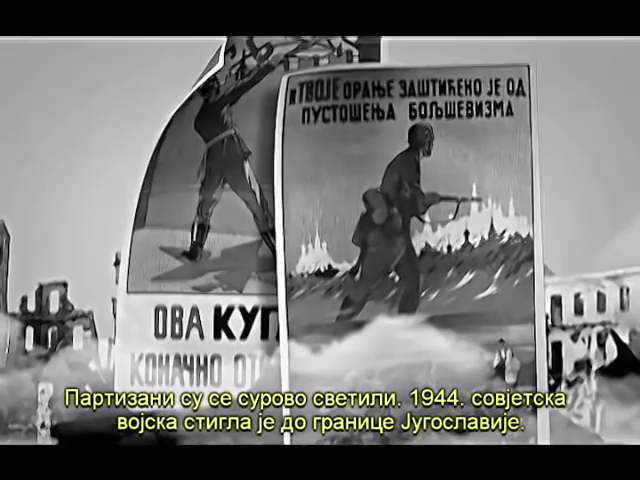 и ТВОЈЕ ОРАЊЕ ЗАШТИЋЕНО ЈЕ ОД
ПУСТОШЕЊА БОЉШЕВИЗМА
ОВА
КОНАЧНО
Партизани су се сурово светили. 1944. совјетска
војска стигла је до границе Југославије.